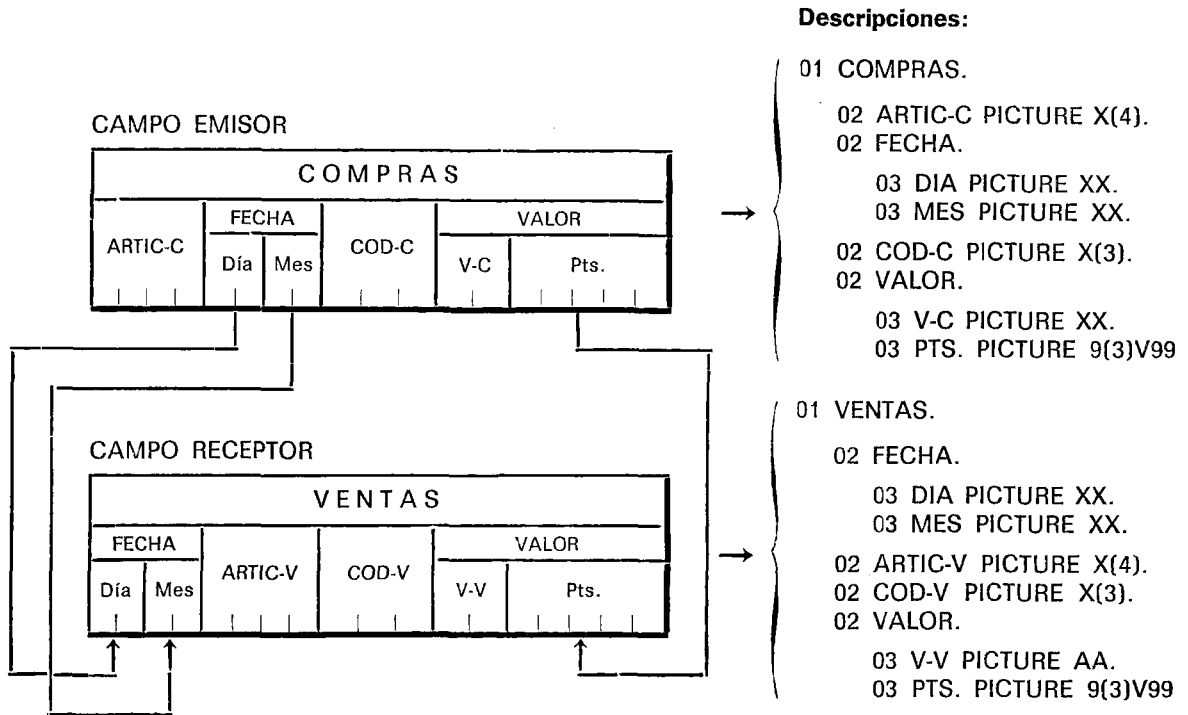 CAMPO EMISOR
COMPRAS
ARTIC-C
FECHA
Día
Mes
COD-C
VALOR
V-C
Pts.
CAMPO RECEPTOR
VENTAS
FECHA
Día
Mes
ARTIC-V
COD-V
VALOR
V-V
Pts.
Descripciones:
01 COMPRAS.
02 ARTIC-C PICTURE X(4).
02 FECHA.
03 DIA PICTURE XX.
03 MES PICTURE XX.
02 COD-C PICTURE X(3).
02 VALOR.
03 V-C PICTURE XX.
03 PTS. PICTURE 9(3)V99
01 VENTAS.
02 FECHA.
03 DIA PICTURE XX.
03 MES PICTURE XX.
02 ARTIC-V PICTURE X(4).
02 COD-V PICTURE X(3).
02 VALOR.
03 V-V PICTURE AA.
03 PTS. PICTURE 9(3)V99